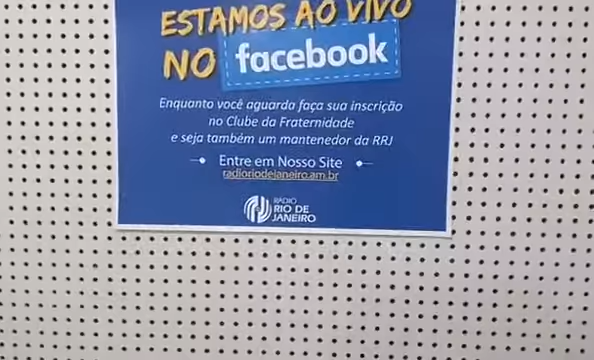 ESTAMOS AO VIVO
NO facebook
Enquanto você aguarda faça sua inscrição
no Clube da Fraternidade
e seja também um mantenedor da RRJ
Entre em Nosso Site
radioriodejaneiro.am.br
RÁDIO
RIO DE
JANEIRO